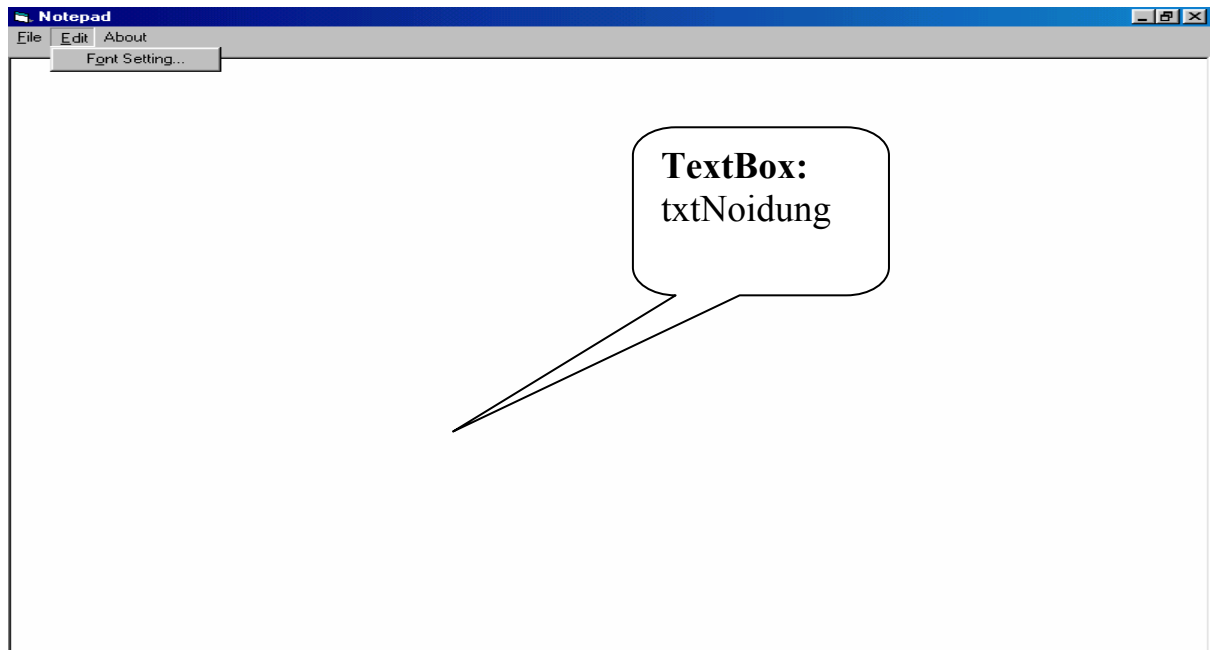 Notepad
File Edit About
Font Setting...
TextBox:
txtNoidung